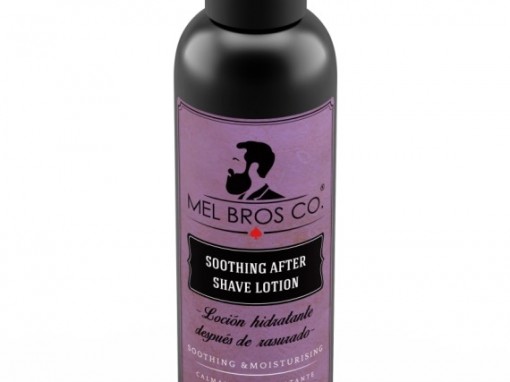 MEL BROS CO.®
SOOTHING AFTER
SHAVE LOTION
-Loción hidratante
después de rasurado-
SOOTHING & MOISTURISING